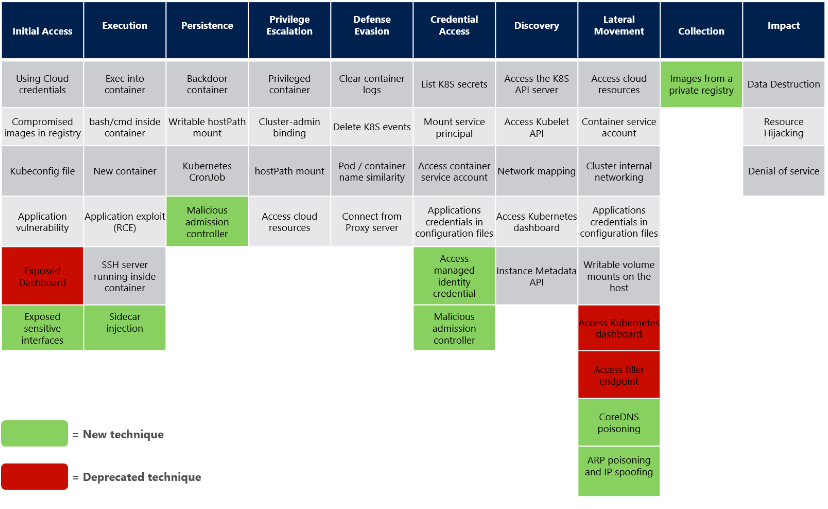 Initial Access
Execution
Persistence
Privilege
Escalation
Defense
Evasion
Credential
Access
Discovery
Lateral
Movement
Collection
Impact
Using Cloud
credentials
Exec into
container
Backdoor
container
Privileged
container
Clear container
logs
List K8S secrets
Access the K8S
API server
Access cloud
resources
Images from a
private registry
Data Destruction
Compromised
images in registry
bash/cmd inside
container
Writable hostPath
mount
Cluster-admin
binding
Delete K8S events
Mount service
principal
Access Kubelet
API
Container service
account
Resource
Hijacking
Kubeconfig file
New container
Kubernetes
CronJob
hostPath mount
Pod / container
name similarity
Access container
service account
Network mapping
Cluster internal
networking
Denial of service
Application
vulnerability
Application exploit
(RCE)
Malicious
admission
controller
Access cloud
resources
Connect from
Proxy server
Applications
credentials in
configuration files
Access Kubernetes
dashboard
Applications
credentials in
configuration files
Exposed
Dashboard
SSH server
running inside
container
Access
managed
identity
credential
Instance Metadata
API
Writable volume
mounts on the
host
Exposed
sensitive
interfaces
Sidecar
injection
Malicious
admission
controller
Access Kubernetes
dashboard
Access tiller
endpoint
CoreDNS
poisoning
ARP poisoning
and IP spoofing
= New technique
= Deprecated technique